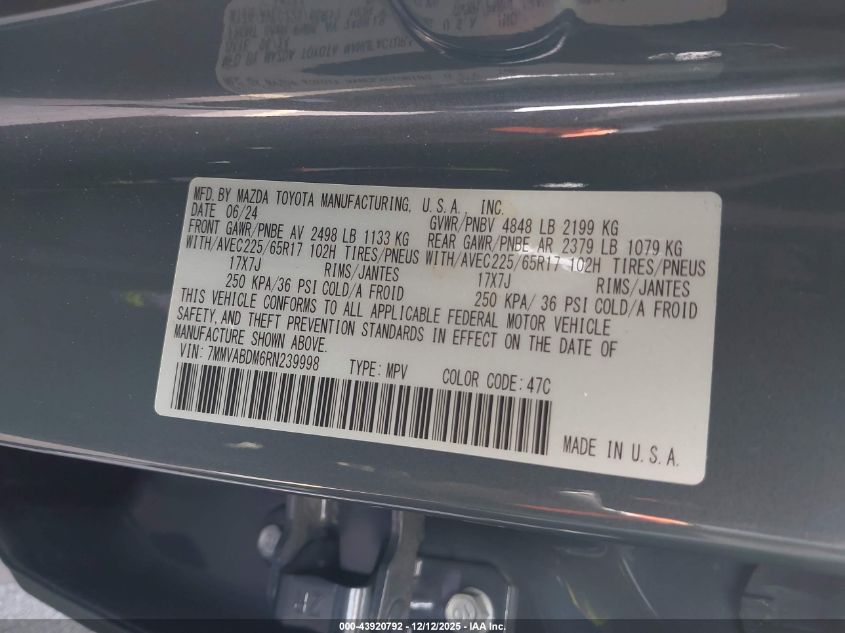 MFD. BY MAZDA TOYOTA MANUFACTURING, U.S.A., INC.
DATE 06/24 GVWR/PNBV 4848 LB 2199 KG
FRONT GAWR/PNBE AV 2498 LB 1133 KG REAR GAWR/PNBE AR 2379 LB 1079 KG
WITH/AVEC225/65R17 102H TIRES/PNEUS WITH/AVEC225/65R17 102H TIRES/PNEUS
17X7J RIMS/JANTES 17X7J RIMS/JANTES
250 KPA/36 PSI COLD/A FROID 250 KPA/ 36 PSI COLD/A FROID
THIS VEHICLE CONFORMS TO ALL APPLICABLE FEDERAL MOTOR VEHICLE
SAFETY, AND THEFT PREVENTION STANDARDS IN EFFECT ON THE DATE OF
MANUFACTURE SHOWN ABOVE.
VIN: 7MMVABDM6RN239998 TYPE: MPV COLOR CODE: 47C
MADE IN U.S.A.
000-43920792 - 12/12/2025 - IAA Inc.